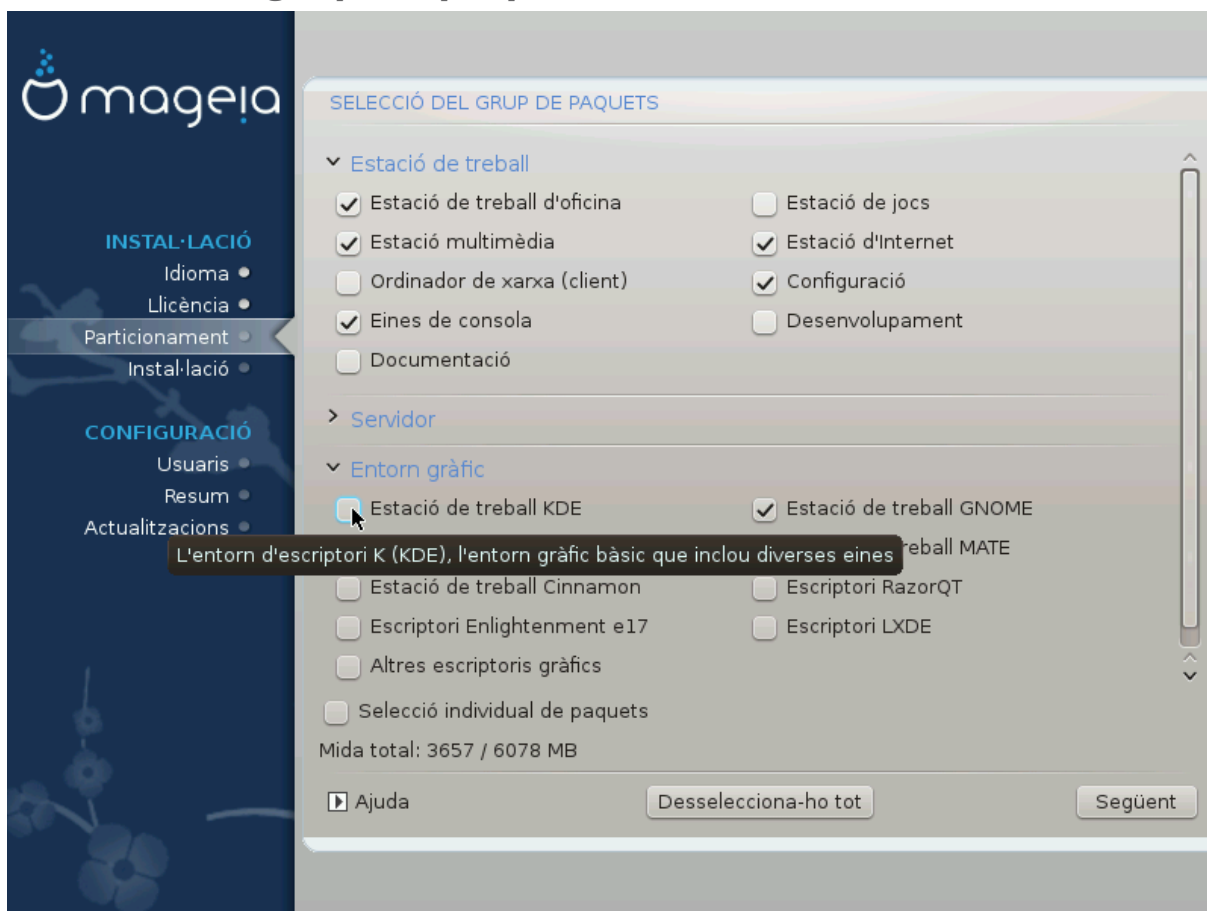 mageia
SELECCIÓ DEL GRUP DE PAQUETS
INSTAL·LACIÓ
Idioma
Llicència
Particionament
Instal·lació
CONFIGURACIÓ
Usuaris
Resum
Actualitzacions
Estació de treball
Estació de treball d'oficina
Estació de jocs
Estació multimèdia
Estació d'Internet
Ordinador de xarxa (client)
Configuració
Eines de consola
Desenvolupament
Documentació
Servidor
Entorn gràfic
Estació de treball KDE
Estació de treball GNOME
L'entorn d'escriptori K (KDE), l'entorn gràfic bàsic que inclou diverses eines
reball MATE
Estació de treball Cinnamon
Escriptori RazorQT
Escriptori Enlightenment e17
Escriptori LXDE
Altres escriptoris gràfics
Selecció individual de paquets
Mida total: 3657 / 6078 MB
Ajuda
Desselecciona-ho tot
Següent